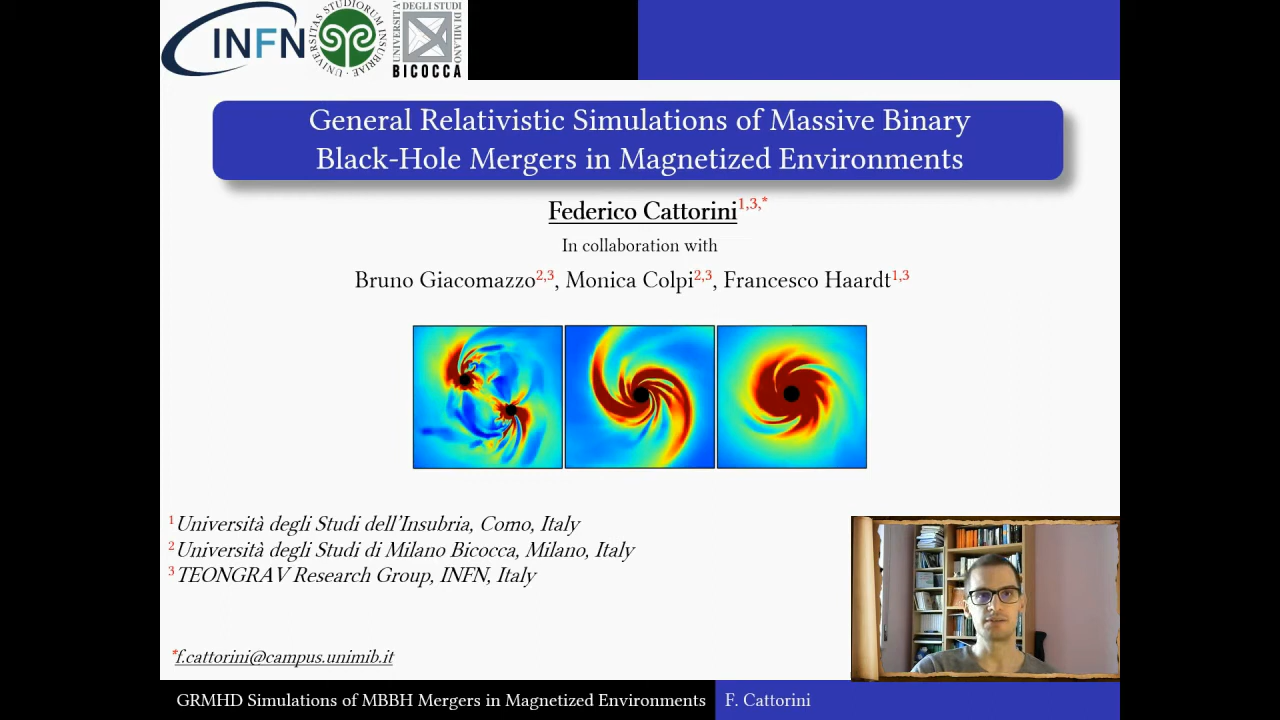 INFN
UNIVERSITAS STUDIORUM INSUBRIAE
UNIVERSITÀ DEGLI STUDI DI MILANO
BICOCCA
General Relativistic Simulations of Massive Binary
Black-Hole Mergers in Magnetized Environments
Federico Cattorini1,3,*
In collaboration with
Bruno Giacomazzo2,3, Monica Colpi2,3, Francesco Haardt1,3
1 Università degli Studi dell'Insubria, Como, Italy
2 Università degli Studi di Milano Bicocca, Milano, Italy
3 TEONGRAV Research Group, INFN, Italy
*f.cattorini@campus.unimib.it
GRMHD Simulations of MBBH Mergers in Magnetized Environments F. Cattorini